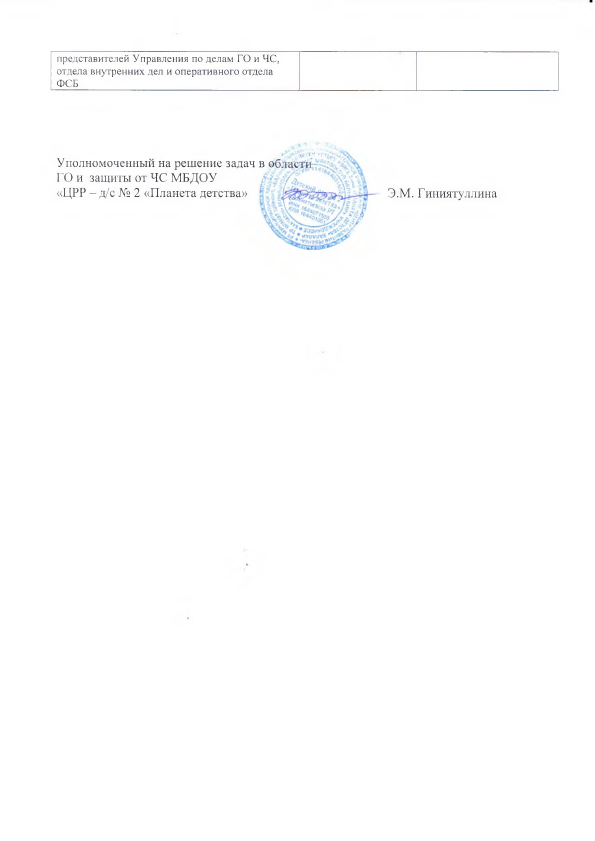 представителей Управления по делам ГО и ЧС,
отдела внутренних дел и оперативного отдела
ФСБ
Уполномоченный на решение задач в области
ГО и защиты от ЧС МБДОУ
«ЦРР – д/с № 2 «Планета детства»
Э.М. Гиниятуллина